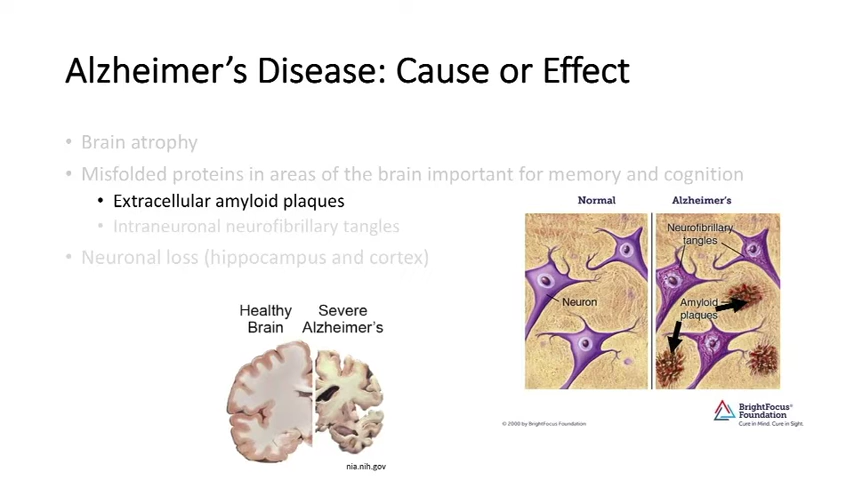 Alzheimer's Disease: Cause or Effect
• Brain atrophy
• Misfolded proteins in areas of the brain important for memory and cognition
• Extracellular amyloid plaques
• Intraneuronal neurofibrillary tangles
• Neuronal loss (hippocampus and cortex)
Normal
Alzheimer's
Neurofibrillary
tangles
Neuron
Amyloid
plaques
Healthy
Brain
Severe
Alzheimer's
nia.nih.gov
© 2000 by BrightFocus Foundation
BrightFocus®
Foundation
Cure in Mind. Cure in Sight.